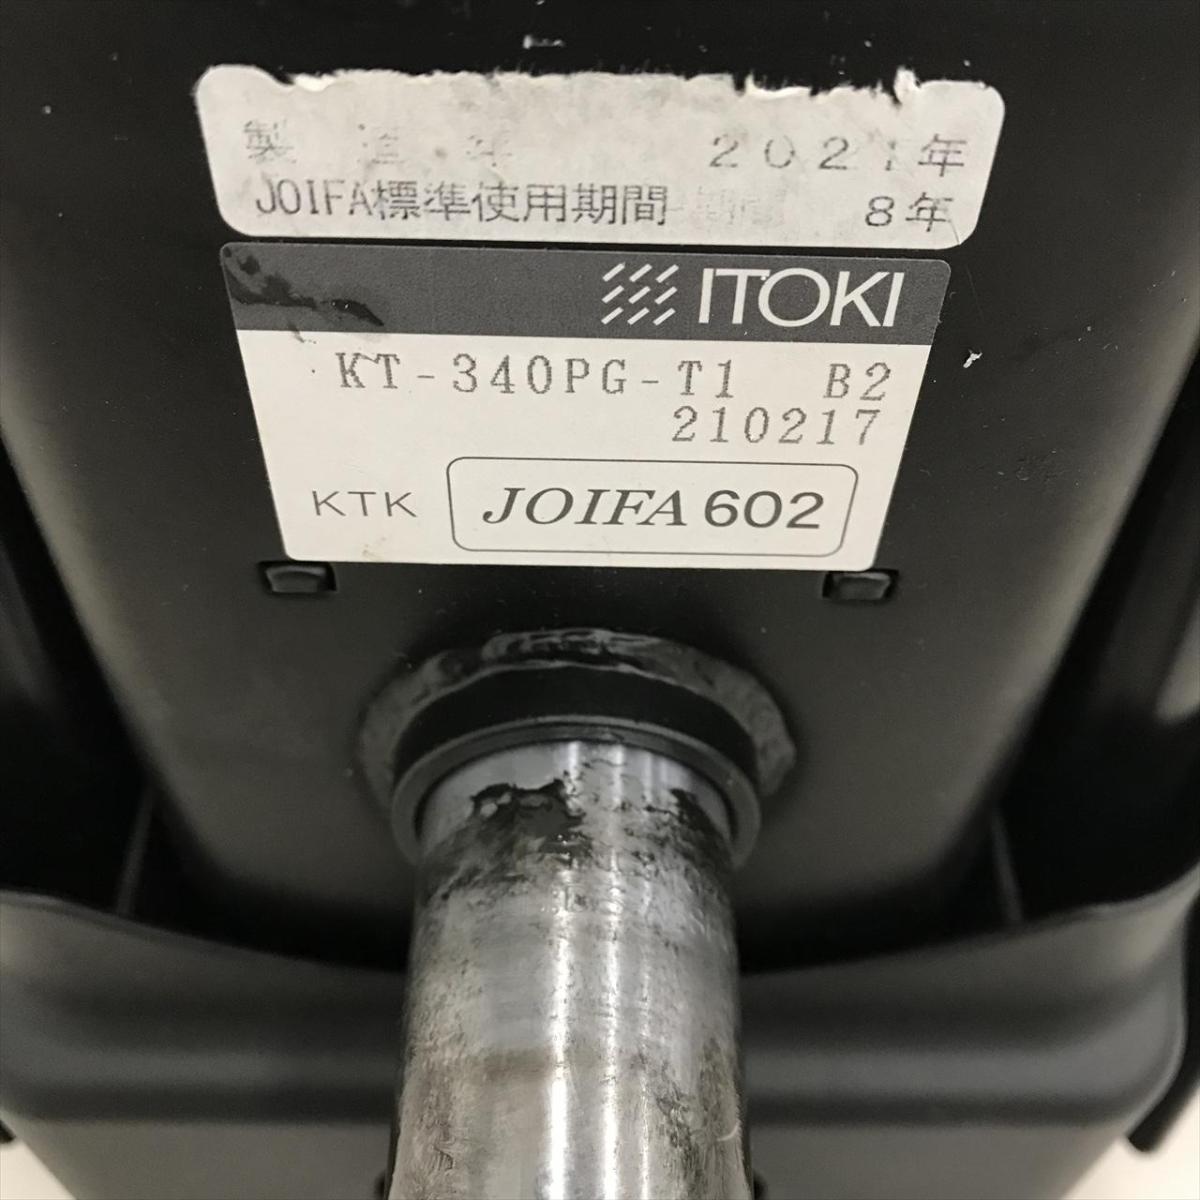 製造年 2021年
JOIFA標準使用期間 8年
ITOKI
KT-340PG-T1 B2
210217
KTK JOIFA 602